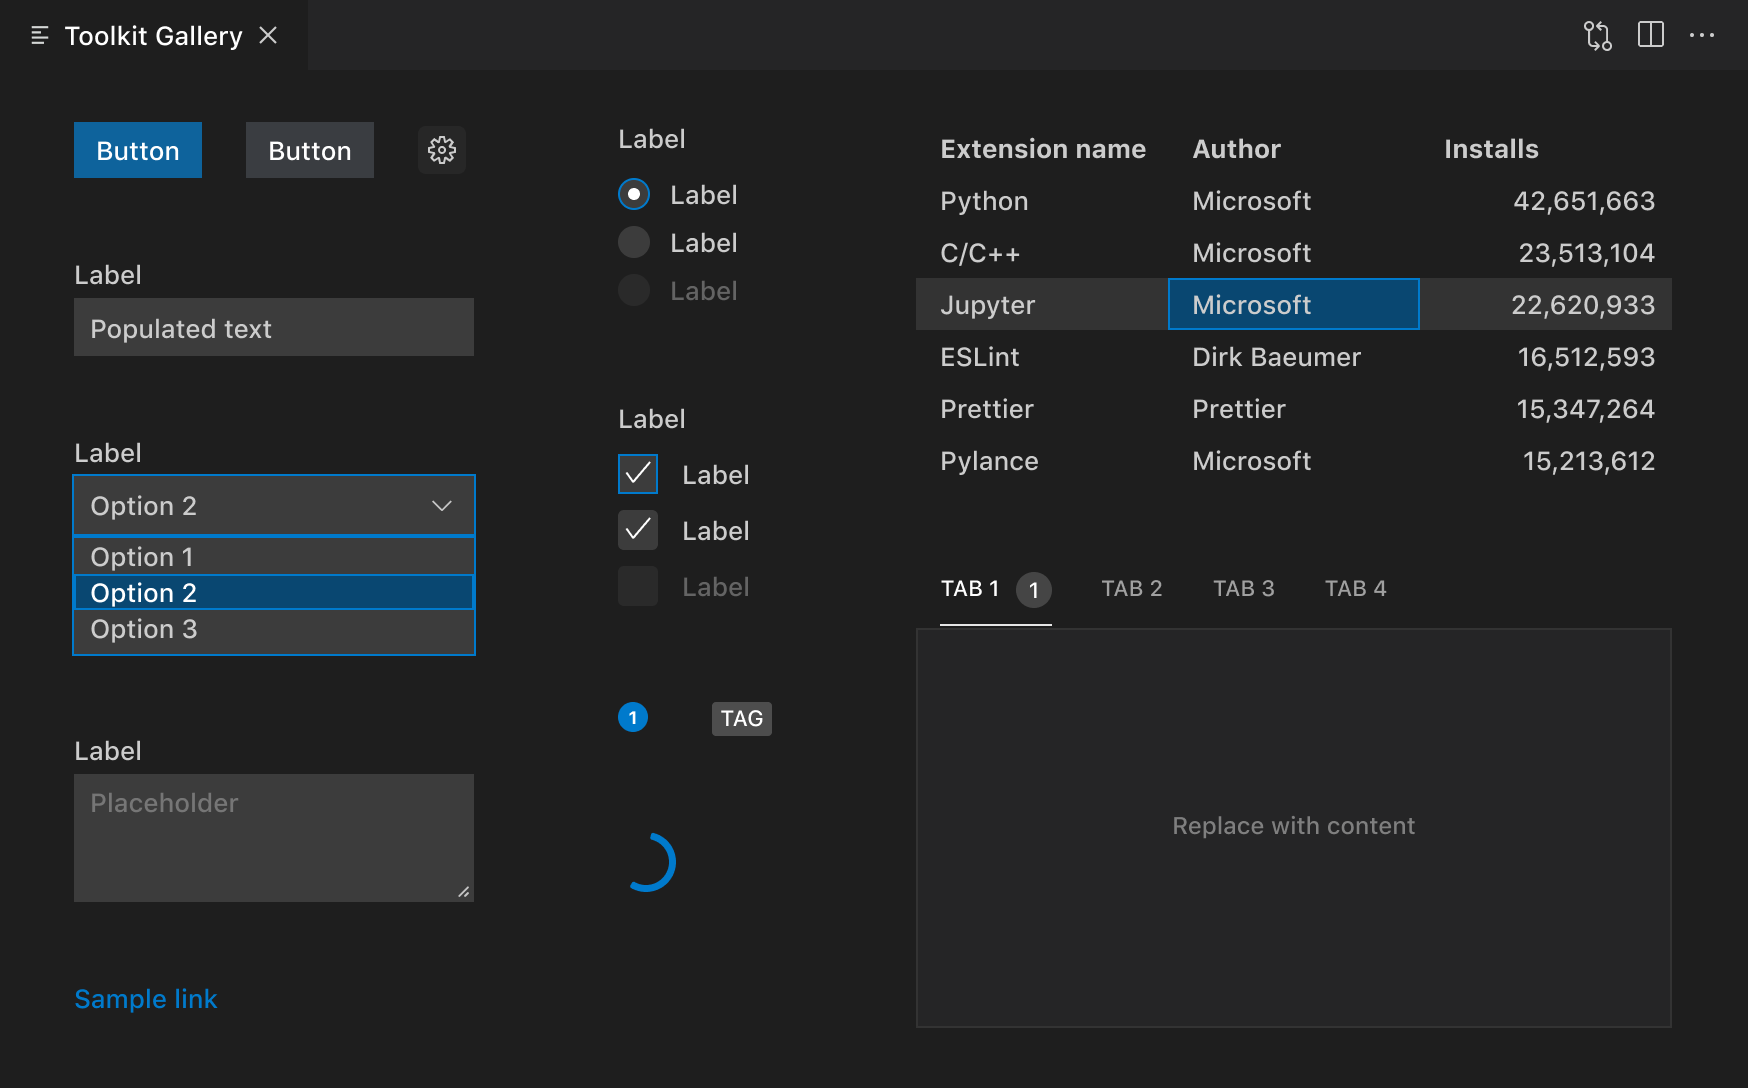 Toolkit Gallery
Button
Button
Label
Populated text
Label
Option 2
Option 1
Option 2
Option 3
Label
Placeholder
Sample link
Label
Label
Label
Label
Label
Label
Label
Label
1
TAG
Extension name Author Installs
Python Microsoft 42,651,663
C/C++ Microsoft 23,513,104
Jupyter Microsoft 22,620,933
ESLint Dirk Baeumer 16,512,593
Prettier Prettier 15,347,264
Pylance Microsoft 15,213,612
TAB 1 1 TAB 2 TAB 3 TAB 4
Replace with content